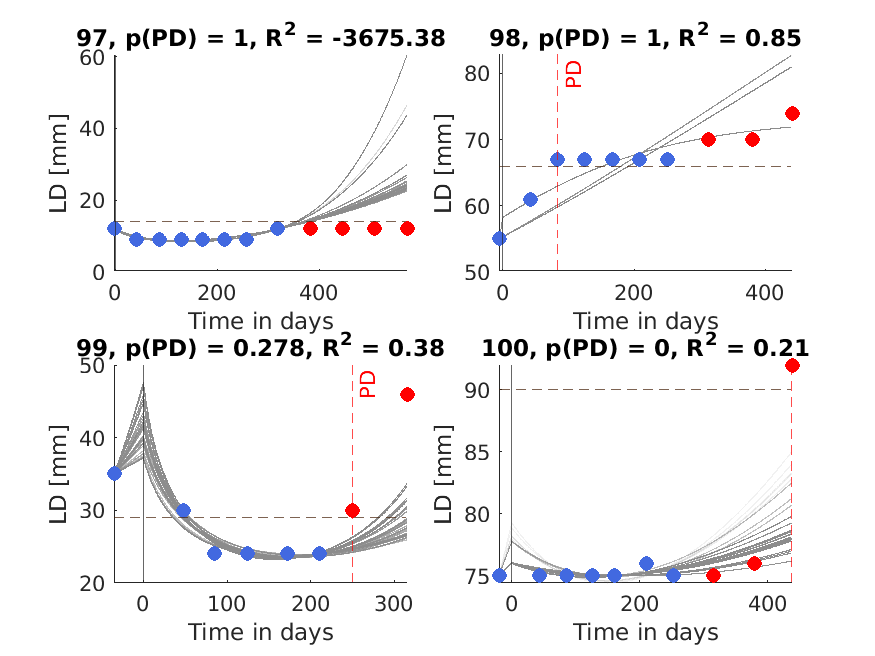 97, p(PD) = 1, R² = -3675.38
60
40
20
0
LD [mm]
0
200
400
Time in days
98, p(PD) = 1, R² = 0.85
PD
80
70
60
50
LD [mm]
0
200
400
Time in days
99, p(PD) = 0.278, R² = 0.38
PD
50
40
30
20
LD [mm]
0
100
200
300
Time in days
100, p(PD) = 0, R² = 0.21
90
85
80
75
LD [mm]
0
200
400
Time in days